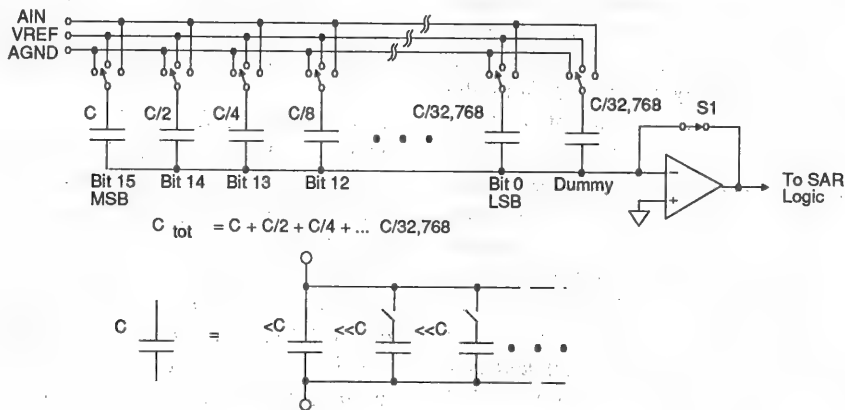 AIN
VREF
AGND
C
C/2
C/4
C/8
C/32,768
C/32,768
S1
Bit 15
MSB
Bit 14
Bit 13
Bit 12
Bit 0
LSB
Dummy
−
+
To SAR
Logic
C tot = C + C/2 + C/4 + ... C/32,768
C = <C <<C <<C